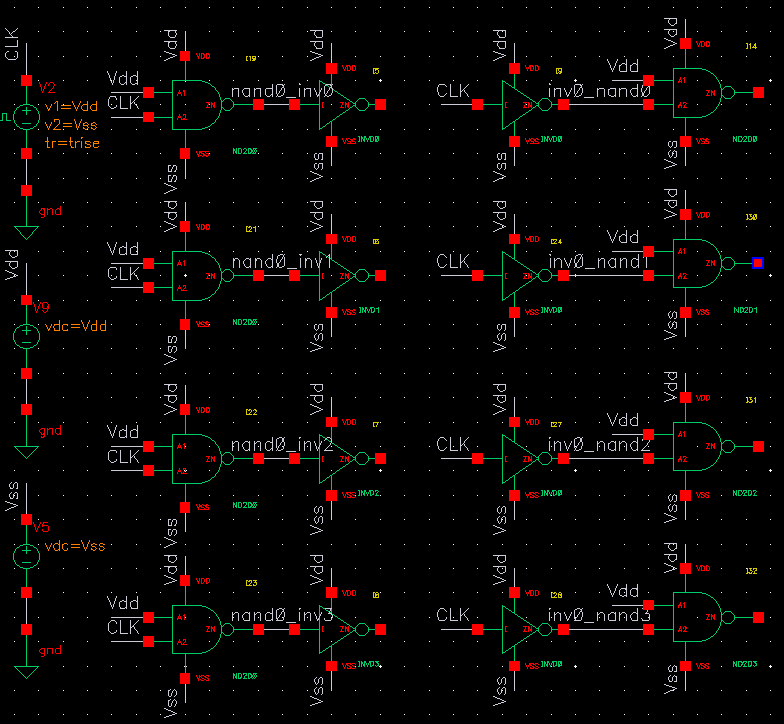 CLK
V2
v1=Vdd
v2=Vss
tr=trise
gnd
Vdd
V9
vdc=Vdd
gnd
Vss
V5
vdc=Vss
gnd
Vdd
VDD
I19
Vdd
CLK
A1
A2
ZN
nand0_inv0
VSS
ND2D0
Vss
Vdd
VDD
I5
I
ZN
VSS
INVD0
Vss
Vdd
VDD
I9
CLK
I
ZN
inv0_nand0
VSS
INVD0
Vss
Vdd
VDD
I14
Vdd
A1
A2
ZN
VSS
ND2D0
Vss
Vdd
VDD
I21
Vdd
CLK
A1
A2
ZN
nand0_inv1
VSS
ND2D0
Vss
Vdd
VDD
I6
I
ZN
VSS
INVD1
Vss
Vdd
VDD
I24
CLK
I
ZN
inv0_nand1
VSS
INVD0
Vss
Vdd
VDD
I30
Vdd
A1
A2
ZN
VSS
ND2D1
Vss
Vdd
VDD
I22
Vdd
CLK
A1
A2
ZN
nand0_inv2
VSS
ND2D0
Vss
Vdd
VDD
I7
I
ZN
VSS
INVD2
Vss
Vdd
VDD
I27
CLK
I
ZN
inv0_nand2
VSS
INVD0
Vss
Vdd
VDD
I31
Vdd
A1
A2
ZN
VSS
ND2D2
Vss
Vdd
VDD
I23
Vdd
CLK
A1
A2
ZN
nand0_inv3
VSS
ND2D0
Vss
Vdd
VDD
I8
I
ZN
VSS
INVD3
Vss
Vdd
VDD
I28
CLK
I
ZN
inv0_nand3
VSS
INVD0
Vss
Vdd
VDD
I32
Vdd
A1
A2
ZN
VSS
ND2D3
Vss